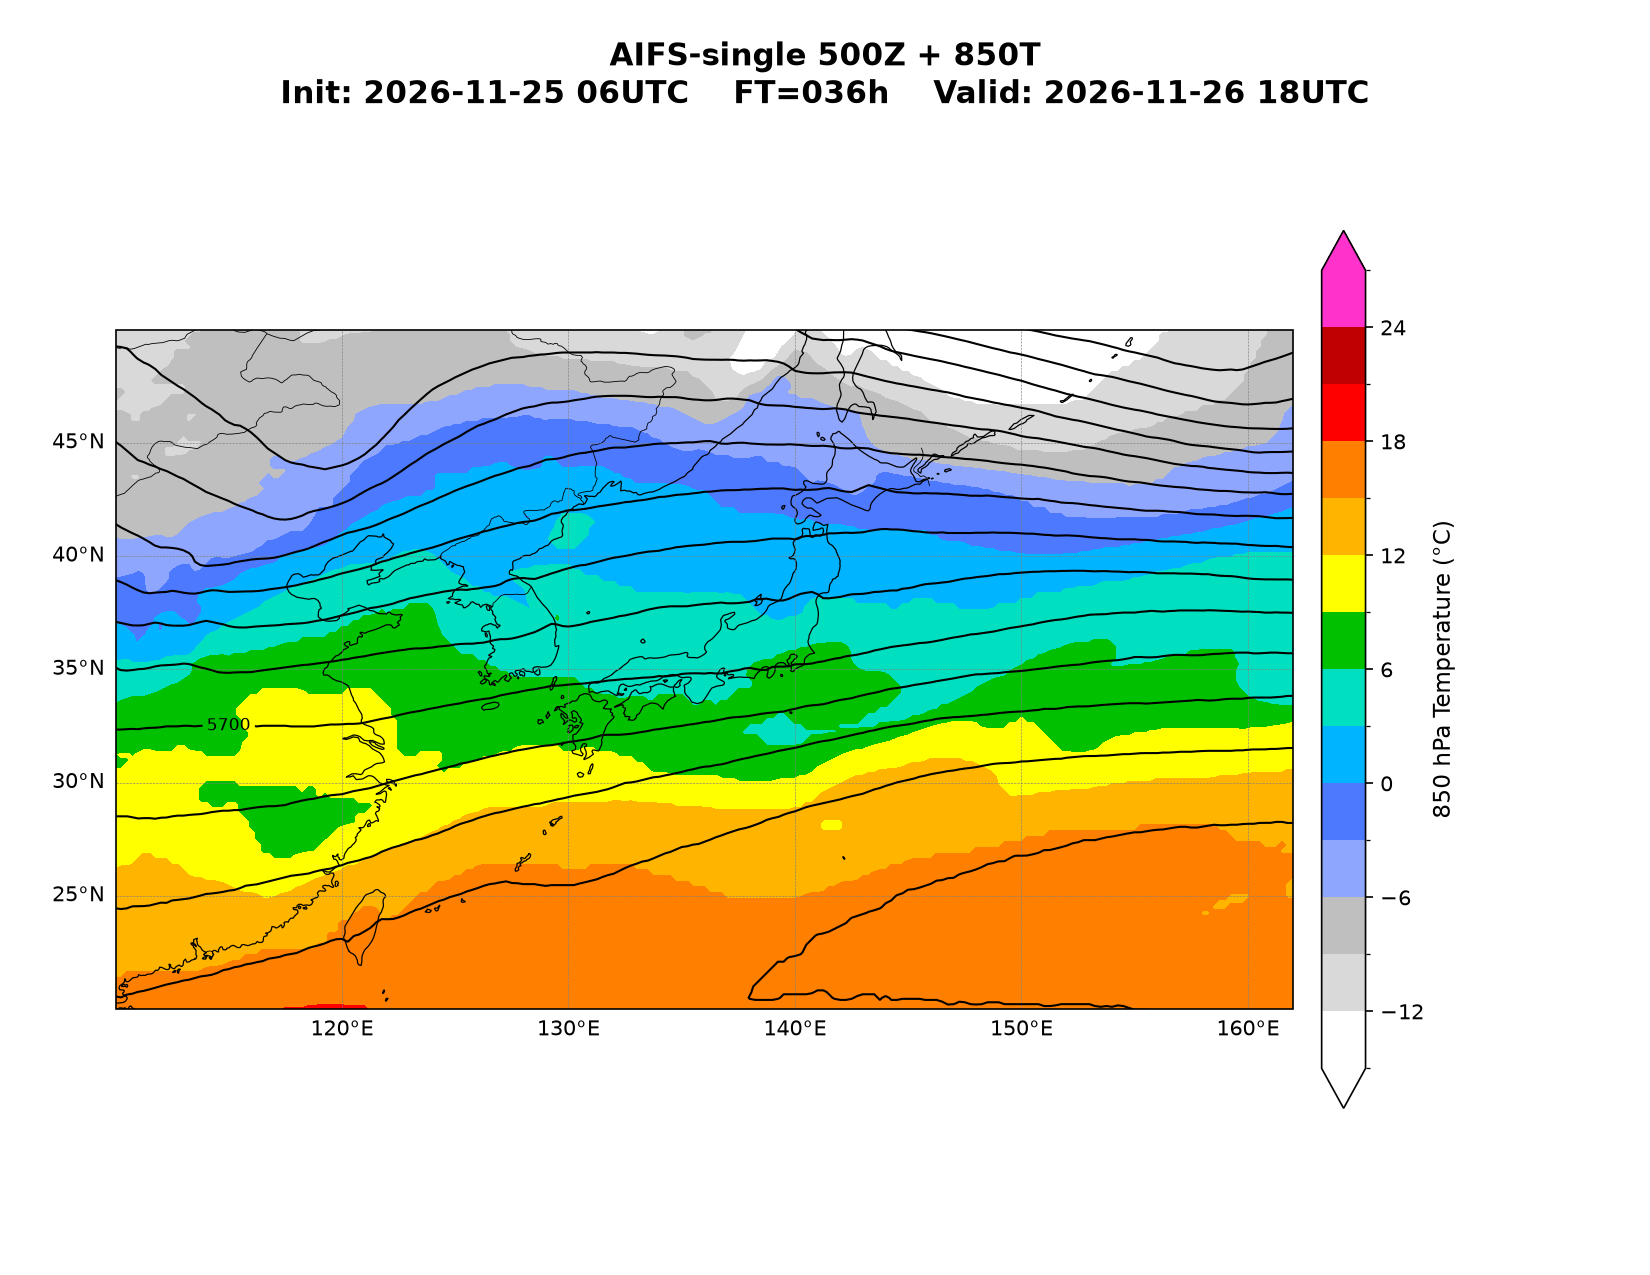 AIFS-single 500Z + 850T
Init: 2026-11-25 06UTC    FT=036h    Valid: 2026-11-26 18UTC
45°N
40°N
35°N
30°N
25°N
5700
120°E
130°E
140°E
150°E
160°E
24
18
12
6
0
−6
−12
850 hPa Temperature (°C)